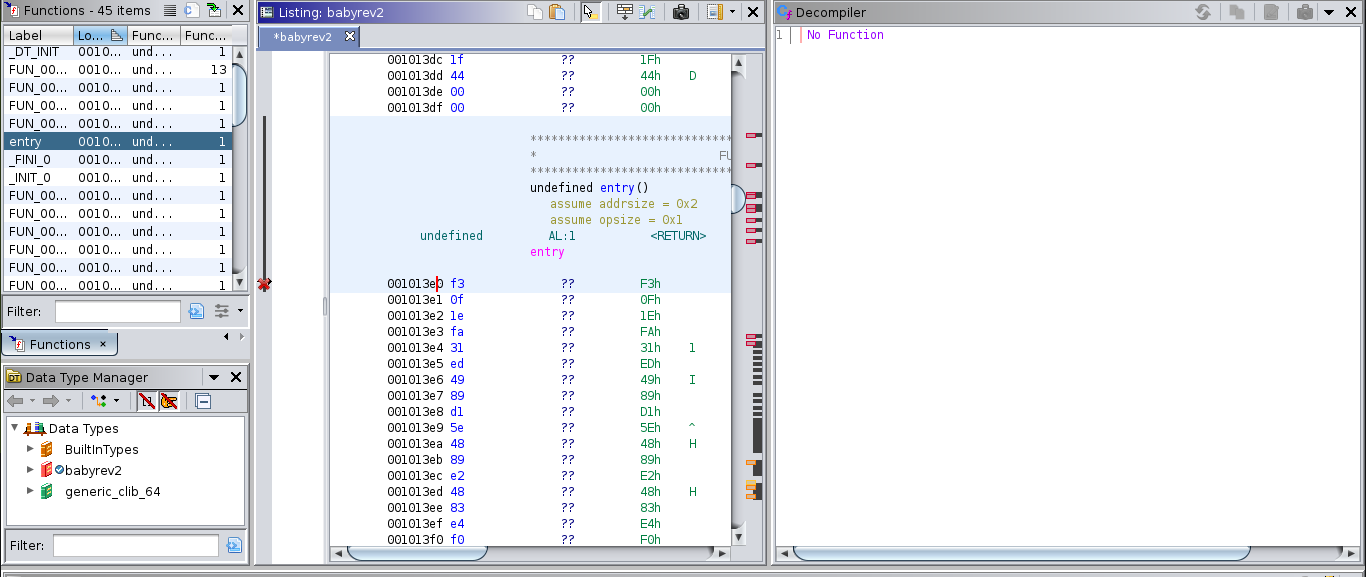 Functions - 45 items
Label Lo... Func... Func...
_DT_INIT 0010... und... 1
FUN_00... 0010... und... 13
FUN_00... 0010... und... 1
FUN_00... 0010... und... 1
FUN_00... 0010... und... 1
entry 0010... und... 1
_FINI_0 0010... und... 1
_INIT_0 0010... und... 1
FUN_00... 0010... und... 1
FUN_00... 0010... und... 1
FUN_00... 0010... und... 1
FUN_00... 0010... und... 1
FUN_00... 0010... und... 1
FUN_00... 0010... und... 1
Filter:
Functions ×
Data Type Manager
Data Types
BuiltInTypes
babyrev2
generic_clib_64
Filter:
Listing: babyrev2
*babyrev2
001013dc 1f ?? 1Fh
001013dd 44 ?? 44h D
001013de 00 ?? 00h
001013df 00 ?? 00h
*****************************
* FU
*****************************
undefined entry()
assume addrsize = 0x2
assume opsize = 0x1
undefined AL:1 <RETURN>
entry
001013e0 f3 ?? F3h
001013e1 0f ?? 0Fh
001013e2 1e ?? 1Eh
001013e3 fa ?? FAh
001013e4 31 ?? 31h 1
001013e5 ed ?? EDh
001013e6 49 ?? 49h I
001013e7 89 ?? 89h
001013e8 d1 ?? D1h
001013e9 5e ?? 5Eh ^
001013ea 48 ?? 48h H
001013eb 89 ?? 89h
001013ec e2 ?? E2h
001013ed 48 ?? 48h H
001013ee 83 ?? 83h
001013ef e4 ?? E4h
001013f0 f0 ?? F0h
Decompiler
1 No Function